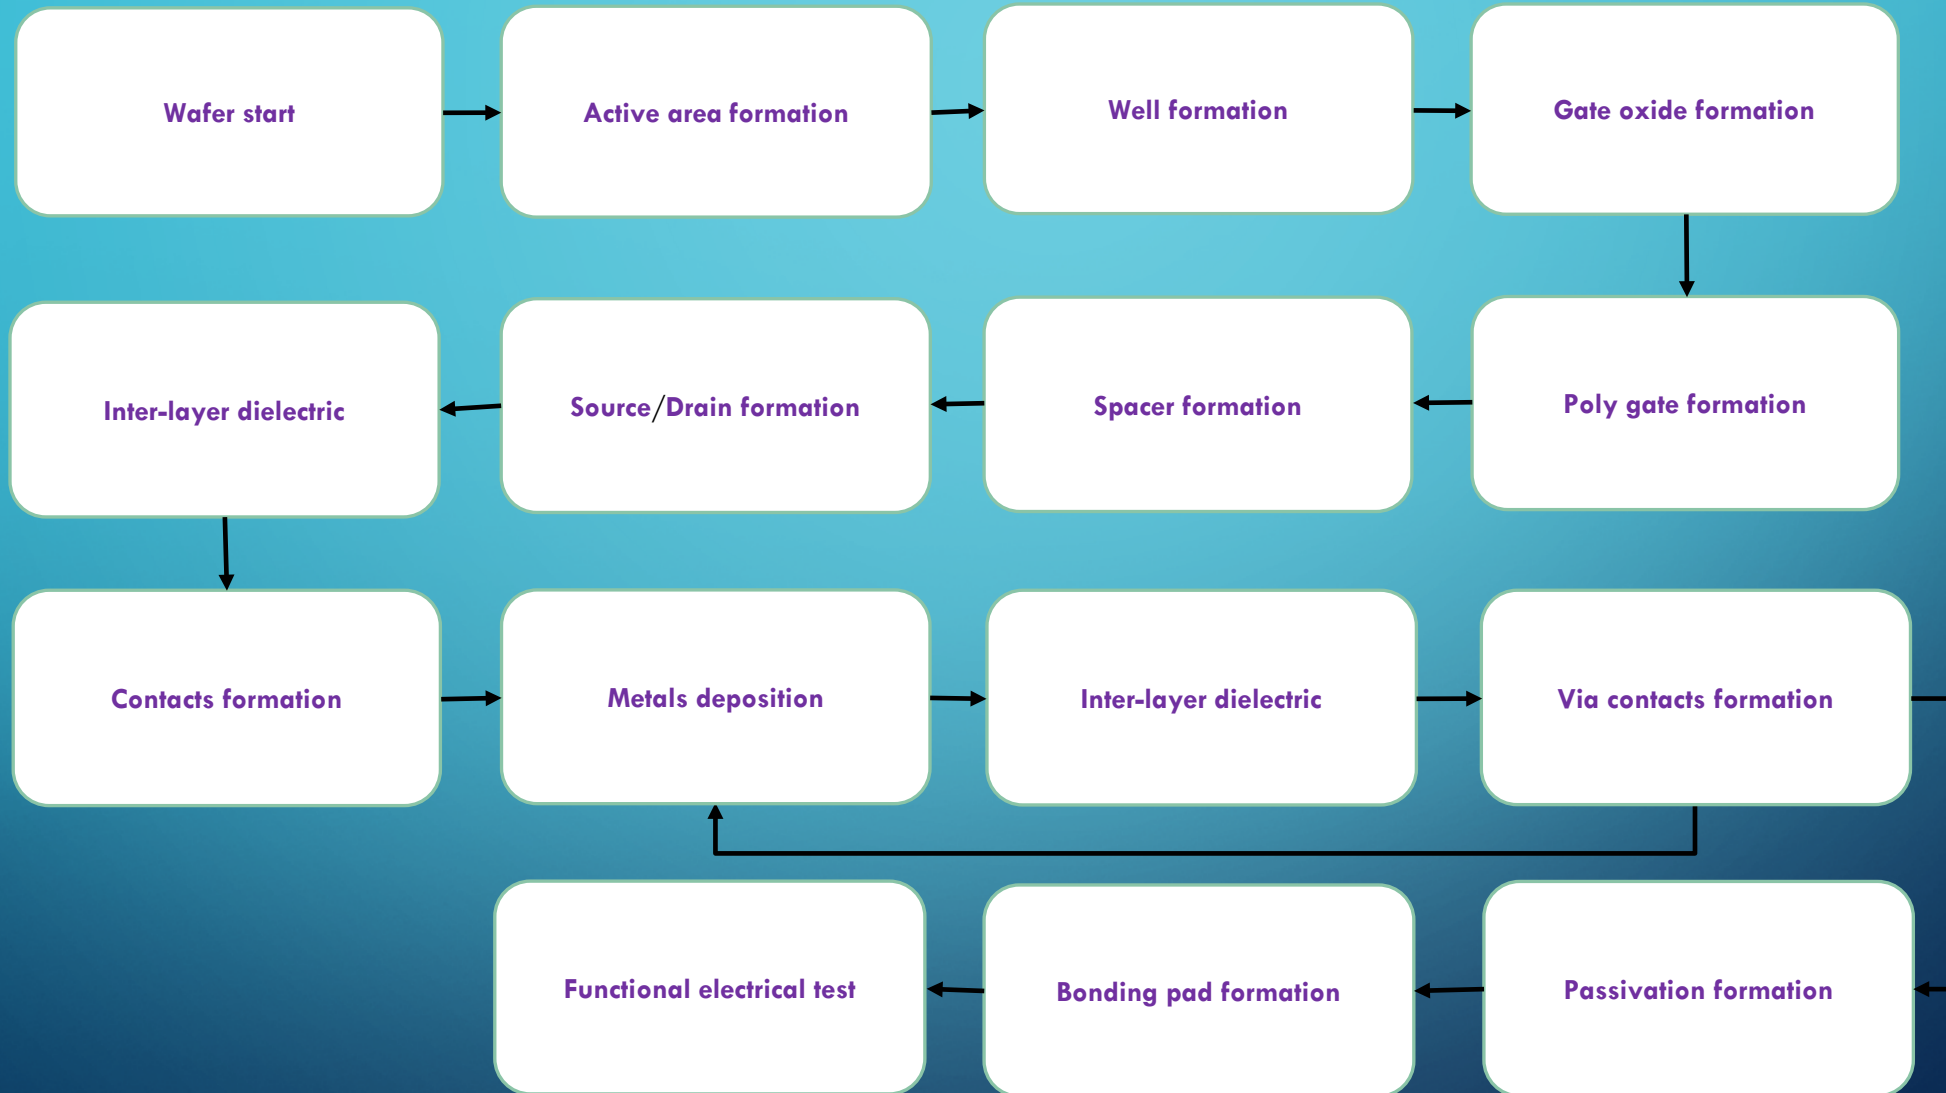 Wafer start
Active area formation
Well formation
Gate oxide formation
Poly gate formation
Spacer formation
Source/Drain formation
Inter-layer dielectric
Contacts formation
Metals deposition
Inter-layer dielectric
Via contacts formation
Passivation formation
Bonding pad formation
Functional electrical test